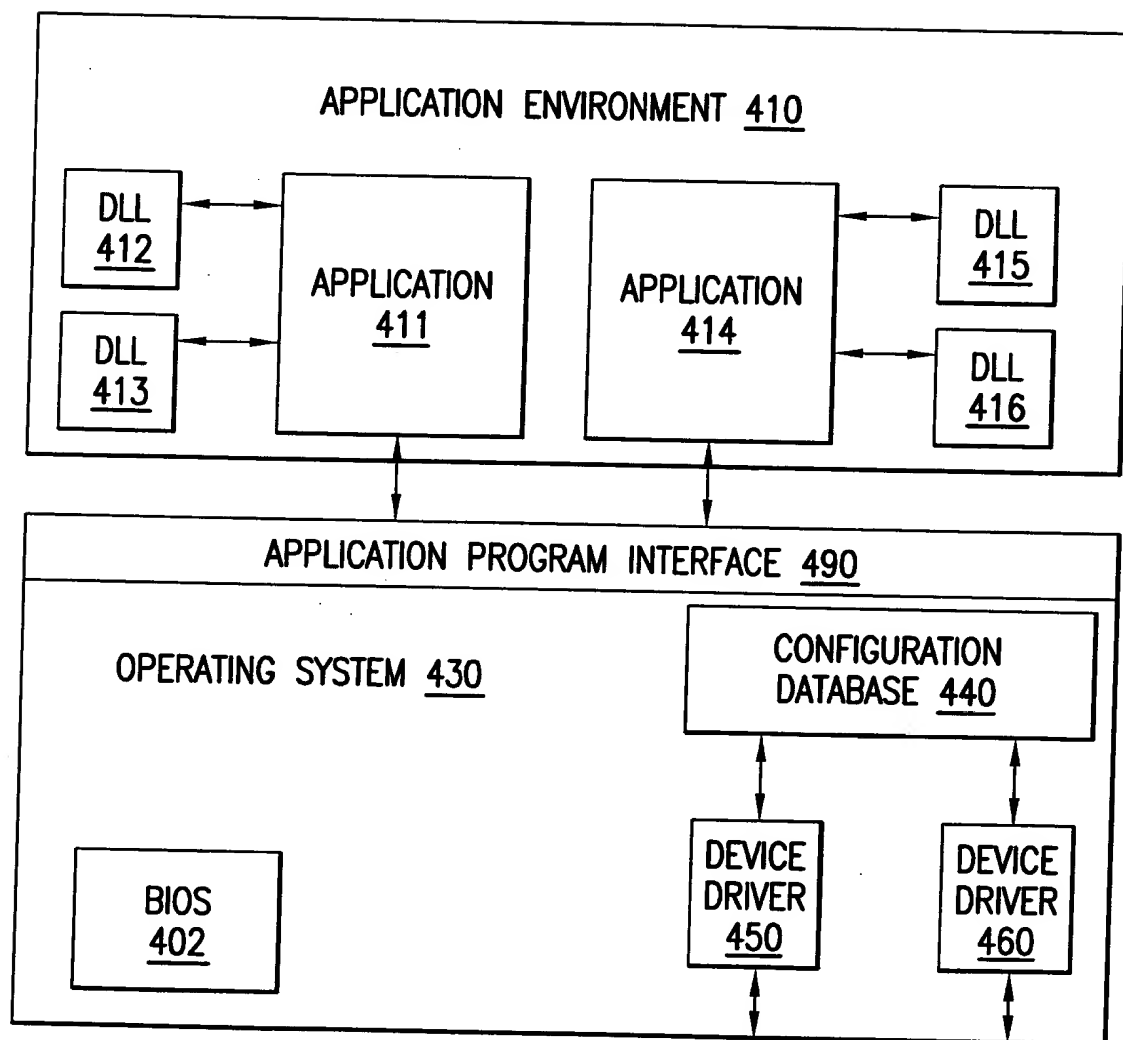 APPLICATION ENVIRONMENT 410
DLL
412
DLL
413
APPLICATION
411
APPLICATION
414
DLL
415
DLL
416
APPLICATION PROGRAM INTERFACE 490
OPERATING SYSTEM 430
CONFIGURATION
DATABASE 440
BIOS
402
DEVICE
DRIVER
450
DEVICE
DRIVER
460